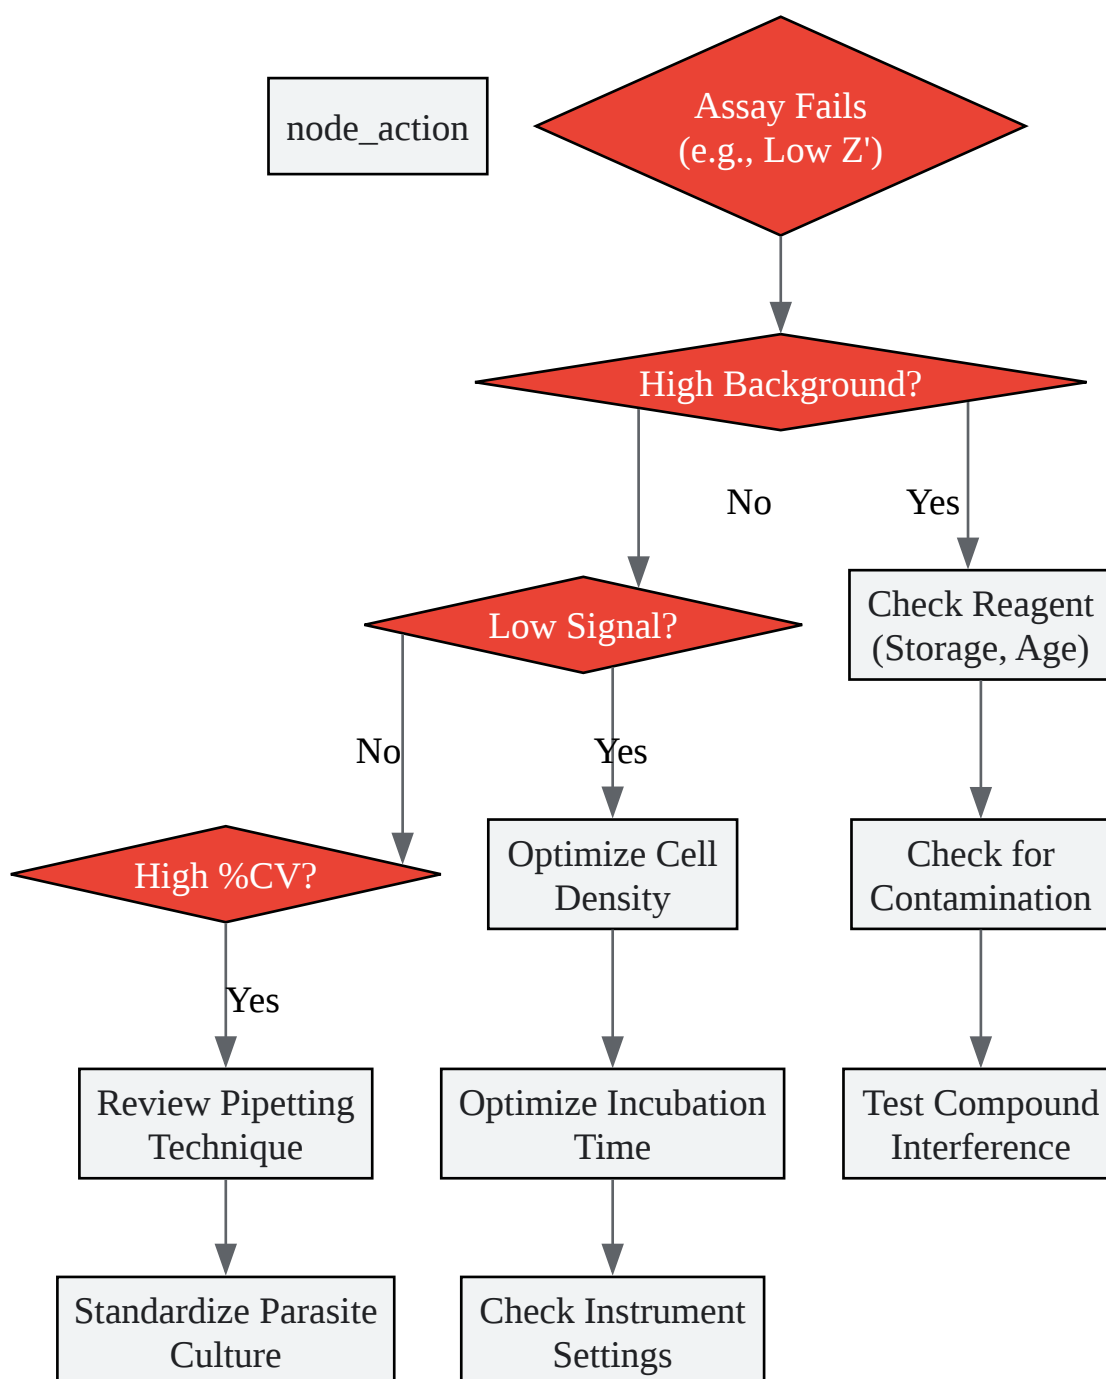 node_action
Assay Fails
(e.g., Low Z')
High Background?
No
Yes
Low Signal?
Check Reagent
(Storage, Age)
No
Yes
High %CV?
Optimize Cell
Density
Check for
Contamination
Yes
Review Pipetting
Technique
Optimize Incubation
Time
Test Compound
Interference
Standardize Parasite
Culture
Check Instrument
Settings